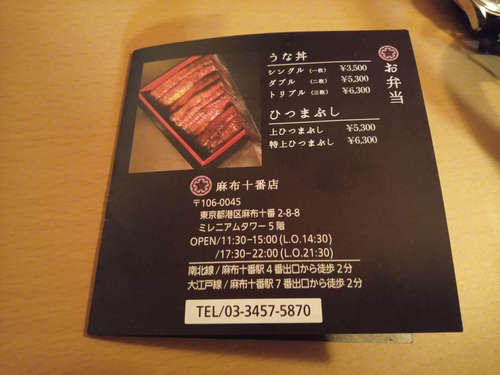 お弁当
うな丼
シングル (一枚) ¥3,500
ダブル (二枚) ¥5,300
トリプル (三枚) ¥6,300
ひつまぶし
上ひつまぶし ¥5,300
特上ひつまぶし ¥6,300
麻布十番店
〒106-0045
東京都港区麻布十番2-8-8
ミレニアムタワー5階
OPEN/11:30-15:00(L.O.14:30)
/17:30-22:00(L.O.21:30)
南北線/麻布十番駅4番出口から徒歩2分
大江戸線/麻布十番駅7番出口から徒歩2分
TEL/03-3457-5870